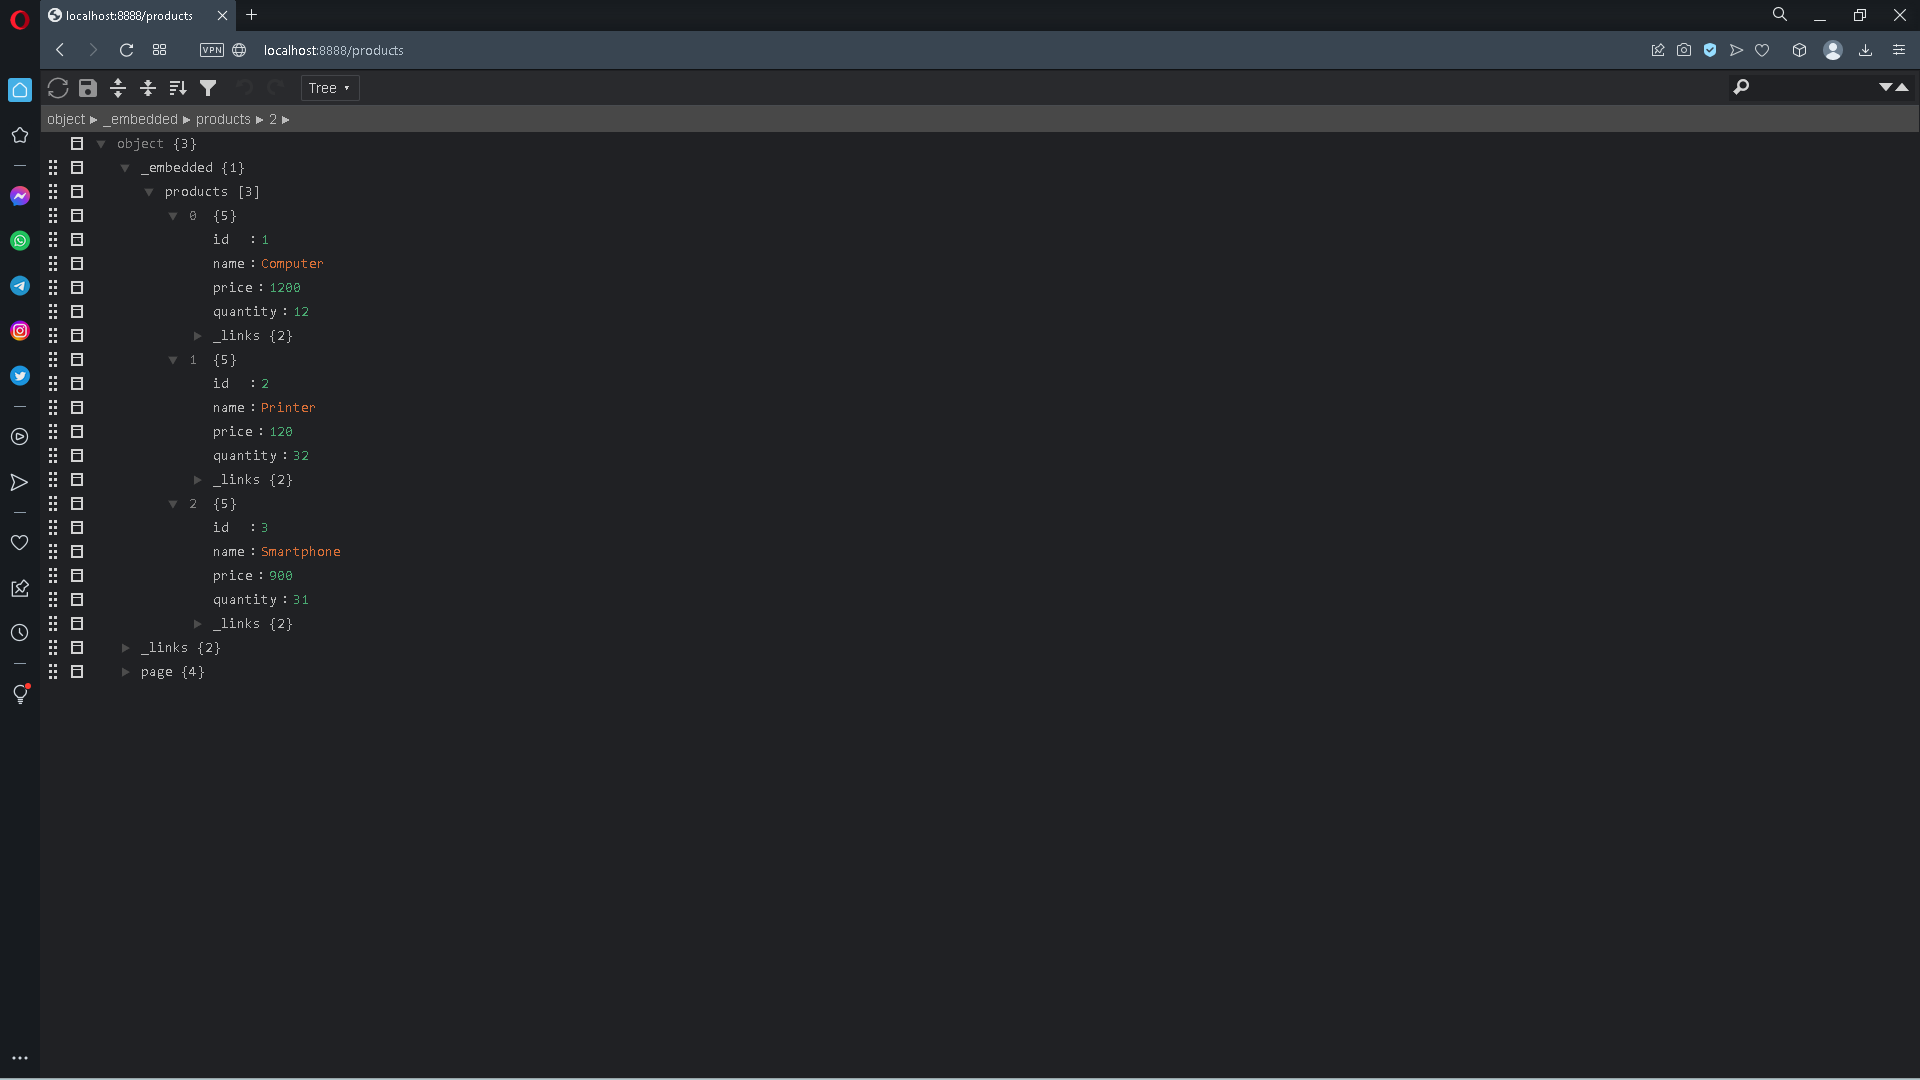 localhost:8888/products
VPN localhost:8888/products
Tree
object ▶ _embedded ▶ products ▶ 2 ▶
object {3}
_embedded {1}
products [3]
0 {5}
id : 1
name : Computer
price : 1200
quantity : 12
_links {2}
1 {5}
id : 2
name : Printer
price : 120
quantity : 32
_links {2}
2 {5}
id : 3
name : Smartphone
price : 900
quantity : 31
_links {2}
_links {2}
page {4}